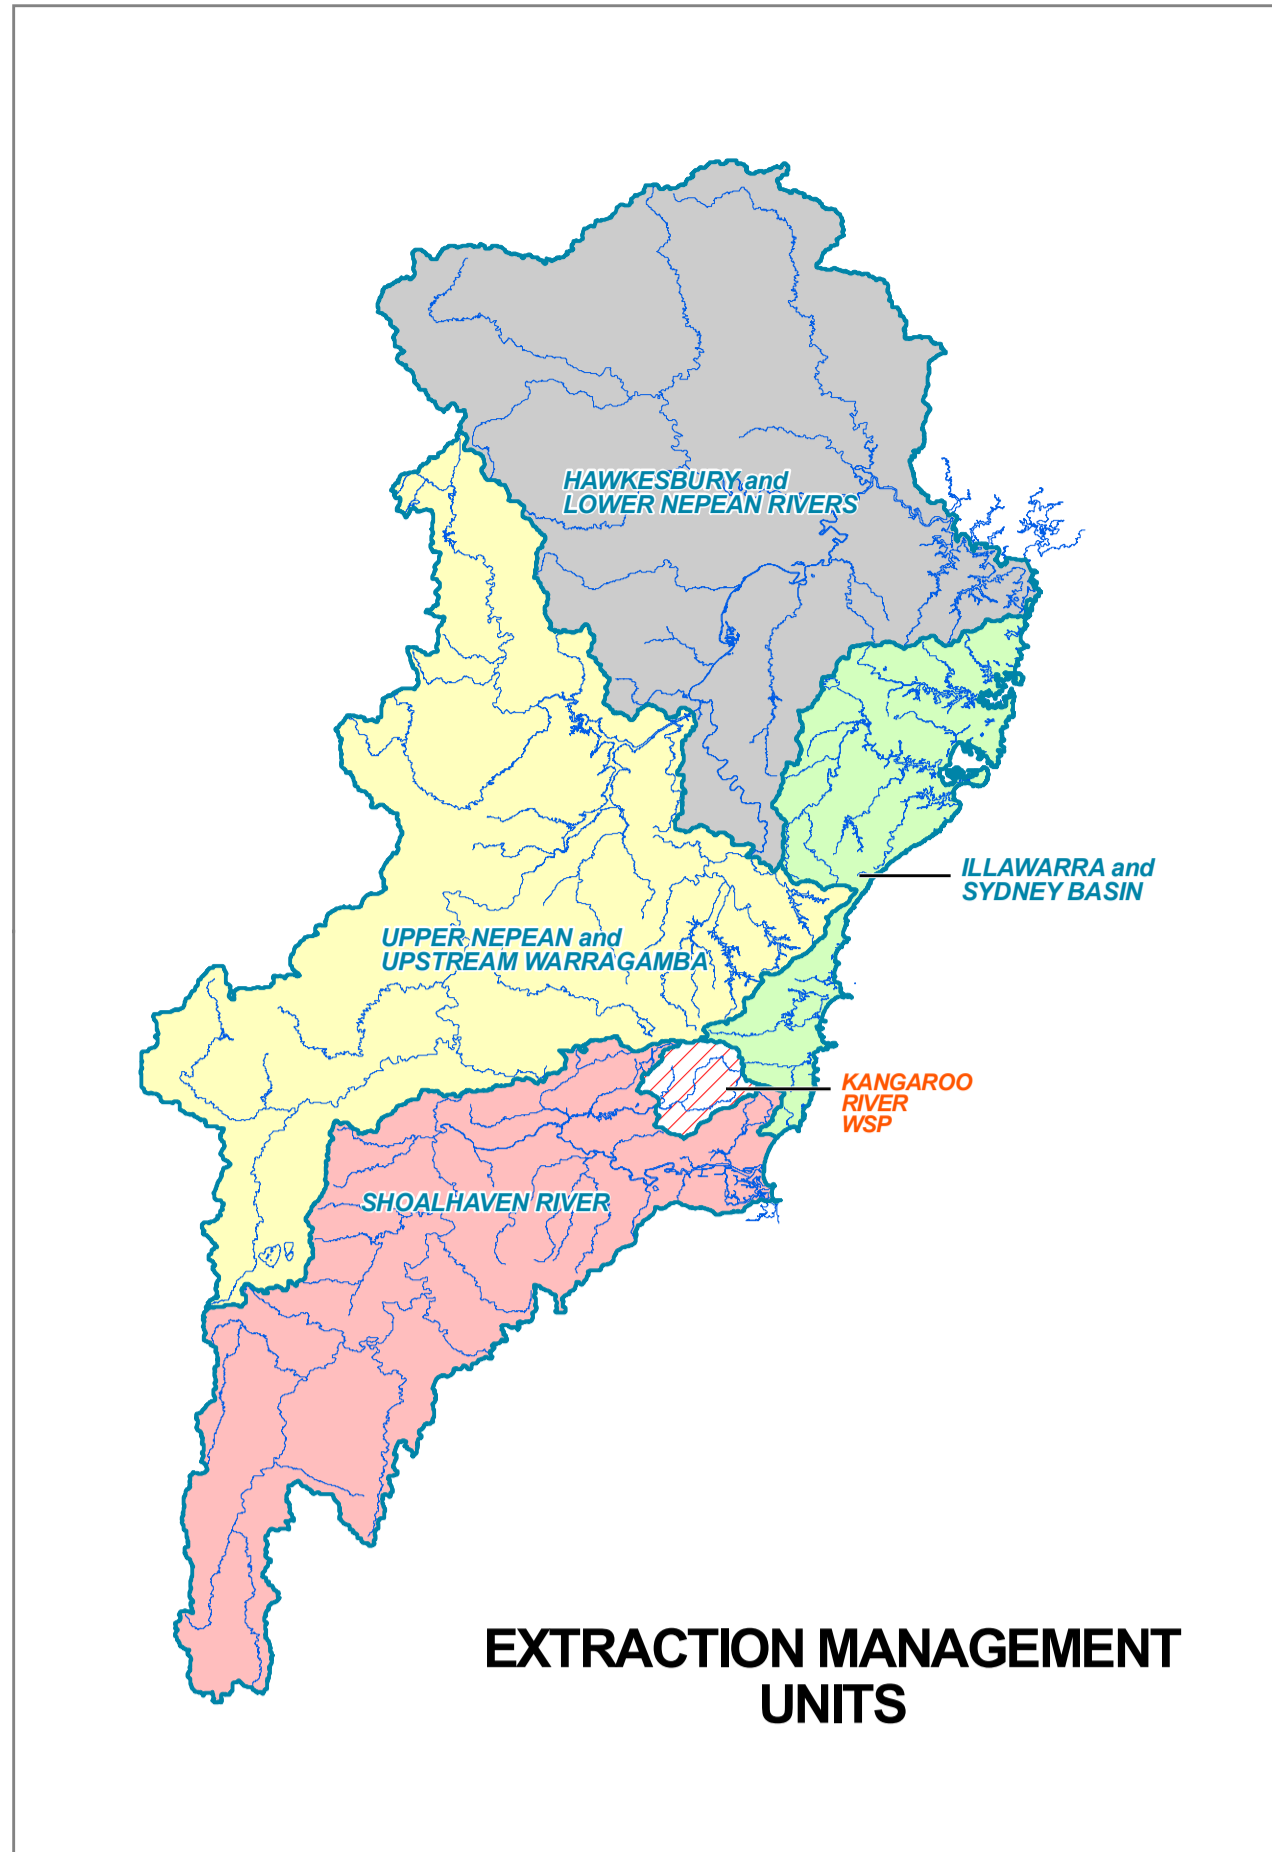 HAWKESBURY and
LOWER NEPEAN RIVERS
ILLAWARRA and
SYDNEY BASIN
UPPER NEPEAN and
UPSTREAM WARRAGAMBA
KANGAROO
RIVER
WSP
SHOALHAVEN RIVER
EXTRACTION MANAGEMENT
UNITS